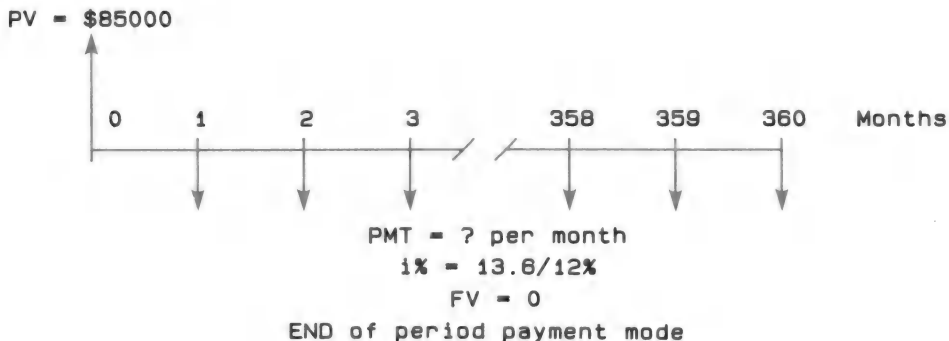 PV = $85000
0 1 2 3 358 359 360 Months
PMT = ? per month
i% = 13.6/12%
FV = 0
END of period payment mode